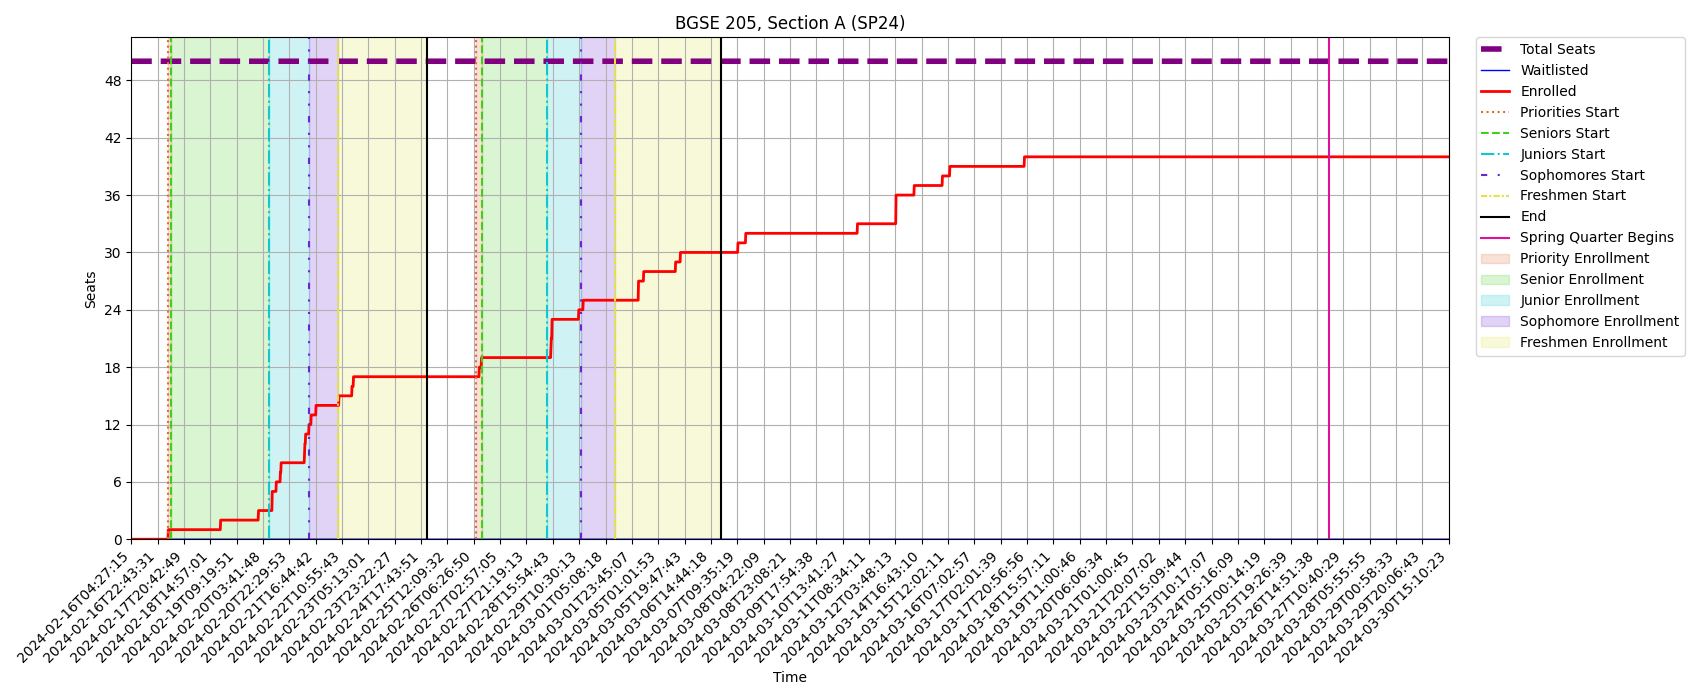 BGSE 205, Section A (SP24)
Seats
48
42
36
30
24
18
12
6
0
2024-02-16T04:27:15
2024-02-16T22:43:31
2024-02-17T20:42:49
2024-02-18T14:57:01
2024-02-19T09:19:51
2024-02-20T03:41:48
2024-02-20T22:29:53
2024-02-21T16:44:42
2024-02-22T10:55:43
2024-02-23T05:13:01
2024-02-23T23:22:27
2024-02-24T17:43:51
2024-02-25T12:09:32
2024-02-26T06:26:50
2024-02-27T02:57:05
2024-02-27T21:19:13
2024-02-28T15:54:43
2024-02-29T10:30:13
2024-03-01T05:08:18
2024-03-01T23:45:07
2024-03-05T01:01:53
2024-03-05T19:47:43
2024-03-06T14:44:18
2024-03-07T09:35:19
2024-03-08T04:22:09
2024-03-08T23:08:21
2024-03-09T17:54:38
2024-03-10T13:41:27
2024-03-11T08:34:11
2024-03-12T03:48:13
2024-03-14T16:43:10
2024-03-15T12:02:11
2024-03-16T07:02:57
2024-03-17T02:01:39
2024-03-17T20:56:56
2024-03-18T15:57:11
2024-03-19T11:00:46
2024-03-20T06:06:34
2024-03-21T01:00:45
2024-03-21T20:07:02
2024-03-22T15:09:44
2024-03-23T10:17:07
2024-03-24T05:16:09
2024-03-25T00:14:19
2024-03-25T19:26:39
2024-03-26T14:51:38
2024-03-27T10:40:29
2024-03-28T05:55:55
2024-03-29T00:58:33
2024-03-29T20:06:43
2024-03-30T15:10:23
Time
Total Seats
Waitlisted
Enrolled
Priorities Start
Seniors Start
Juniors Start
Sophomores Start
Freshmen Start
End
Spring Quarter Begins
Priority Enrollment
Senior Enrollment
Junior Enrollment
Sophomore Enrollment
Freshmen Enrollment